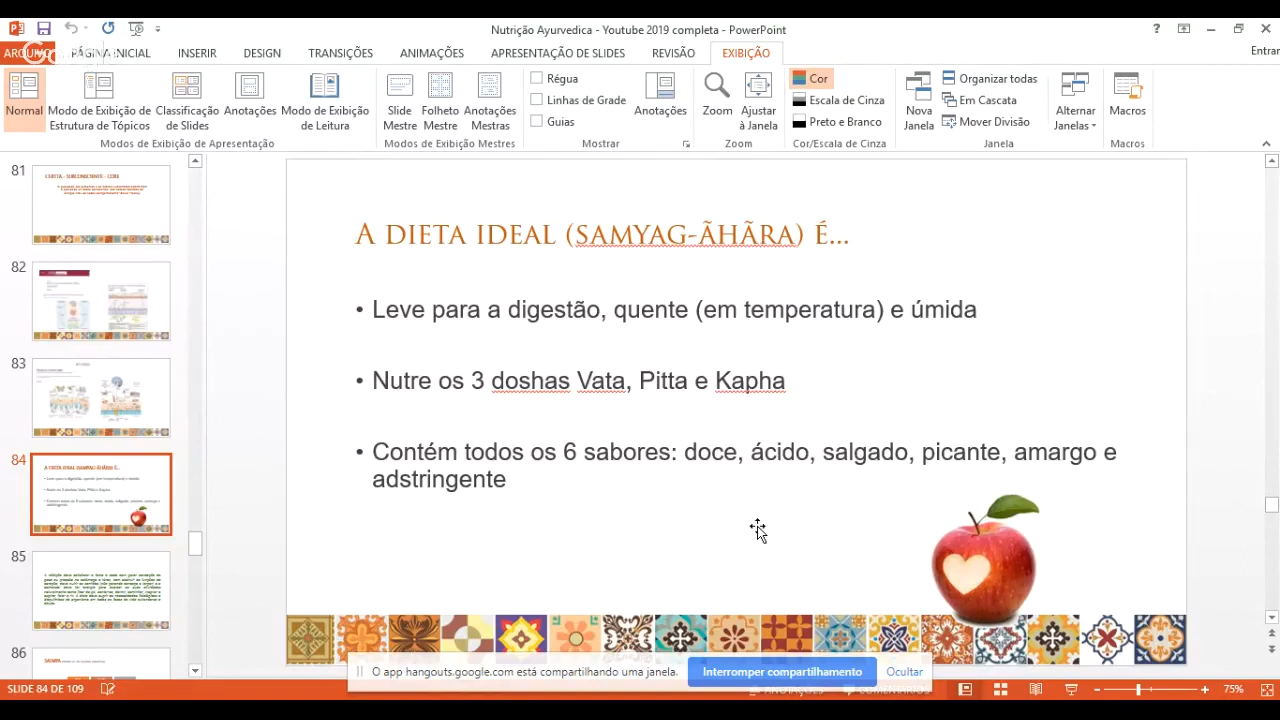 Nutrição Ayurvedica - Youtube 2019 completa - PowerPoint
Entrar
ARQUIVO PÁGINA INICIAL INSERIR DESIGN TRANSIÇÕES ANIMAÇÕES APRESENTAÇÃO DE SLIDES REVISÃO EXIBIÇÃO
Normal
Modo de Exibição de Estrutura de Tópicos
Classificação de Slides
Anotações
Modo de Exibição de Leitura
Modos de Exibição de Apresentação
Slide Mestre
Folheto Mestre
Anotações Mestras
Modos de Exibição Mestres
Régua
Linhas de Grade
Guias
Anotações
Mostrar
Zoom
Ajustar à Janela
Zoom
Cor
Escala de Cinza
Preto e Branco
Cor/Escala de Cinza
Nova Janela
Organizar todas
Em Cascata
Mover Divisão
Alternar Janelas
Janela
Macros
Macros
81
82
83
84
85
86
A DIETA IDEAL (SAMYAG-ÃHÃRA) É...
• Leve para a digestão, quente (em temperatura) e úmida
• Nutre os 3 doshas Vata, Pitta e Kapha
• Contém todos os 6 sabores: doce, ácido, salgado, picante, amargo e
adstringente
O app hangouts.google.com está compartilhando uma janela.
Interromper compartilhamento
Ocultar
SLIDE 84 DE 109
ANOTAÇÕES
COMENTÁRIOS
75%